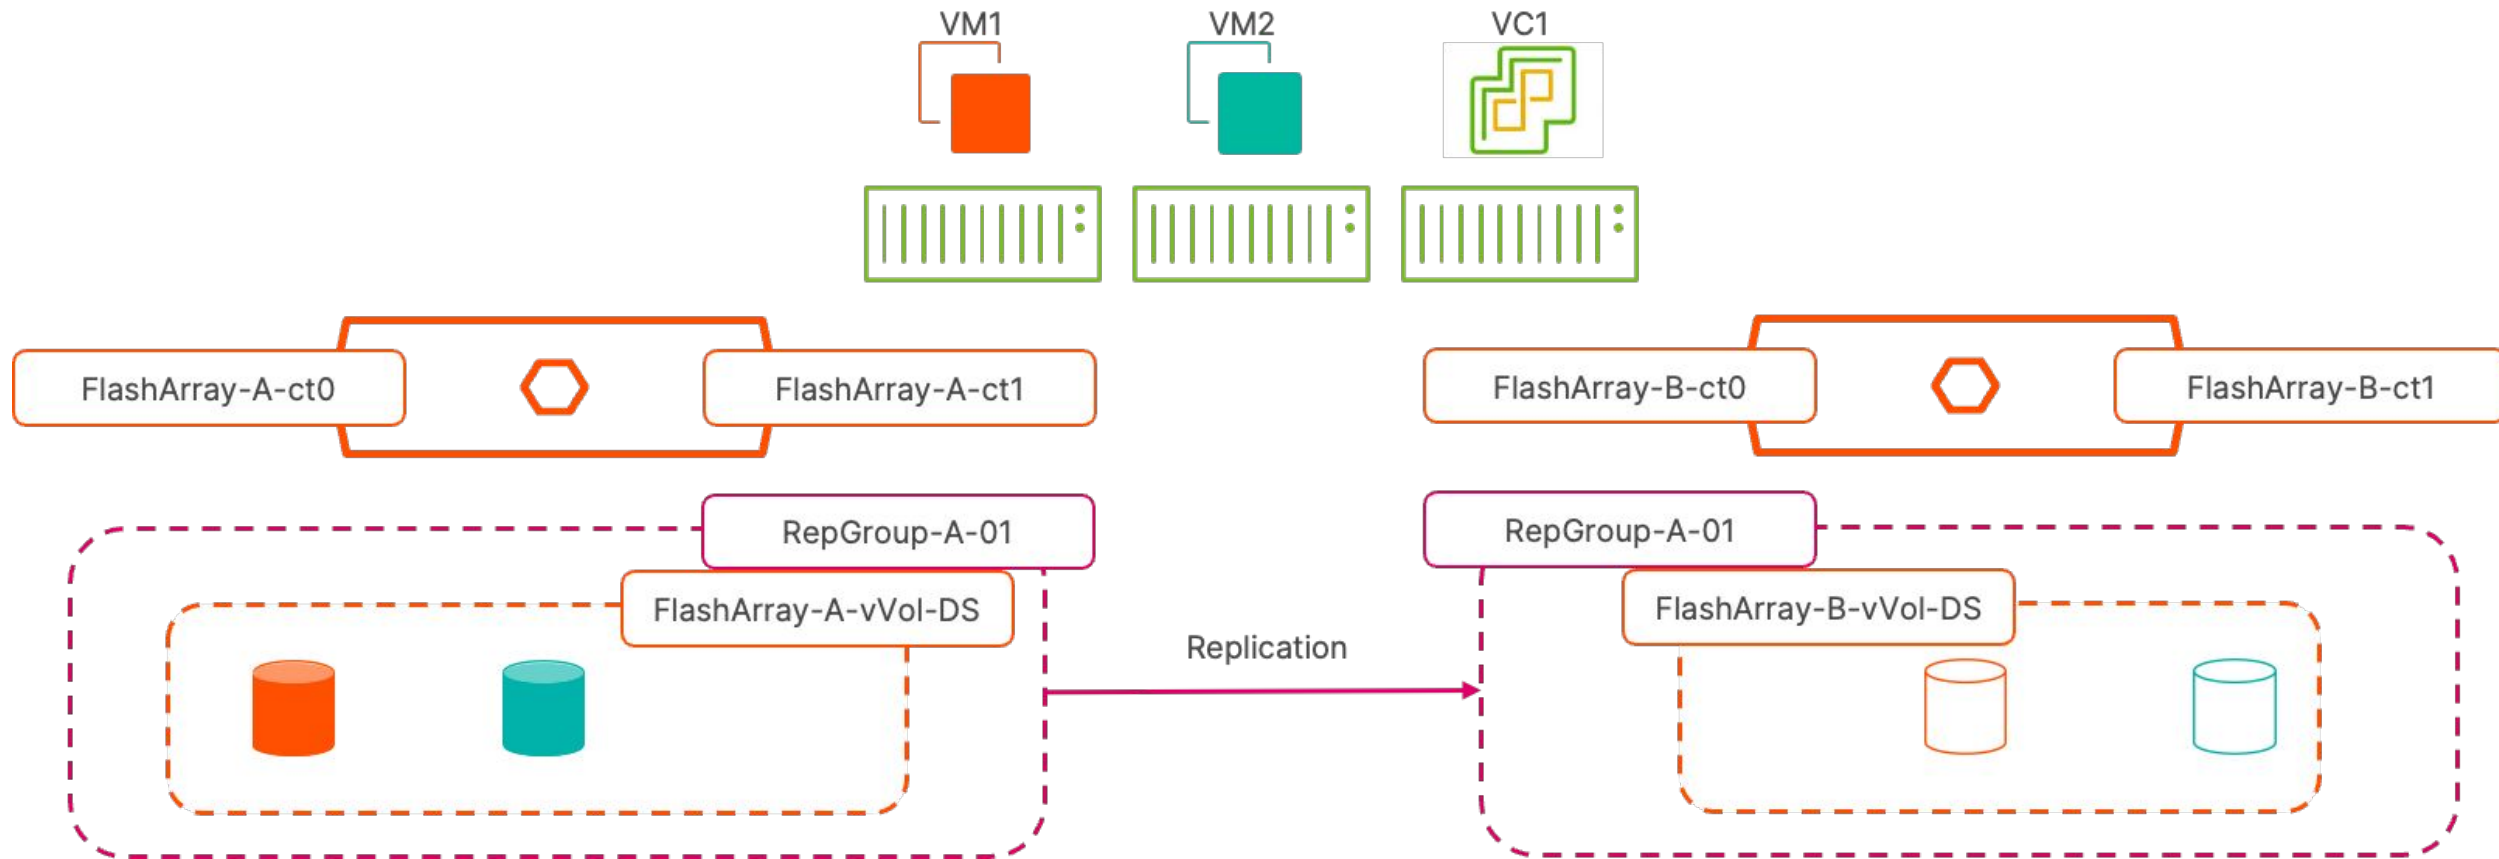 VM1
VM2
VC1
FlashArray-A-ct0
FlashArray-A-ct1
FlashArray-B-ct0
FlashArray-B-ct1
RepGroup-A-01
RepGroup-A-01
FlashArray-A-vVol-DS
FlashArray-B-vVol-DS
Replication